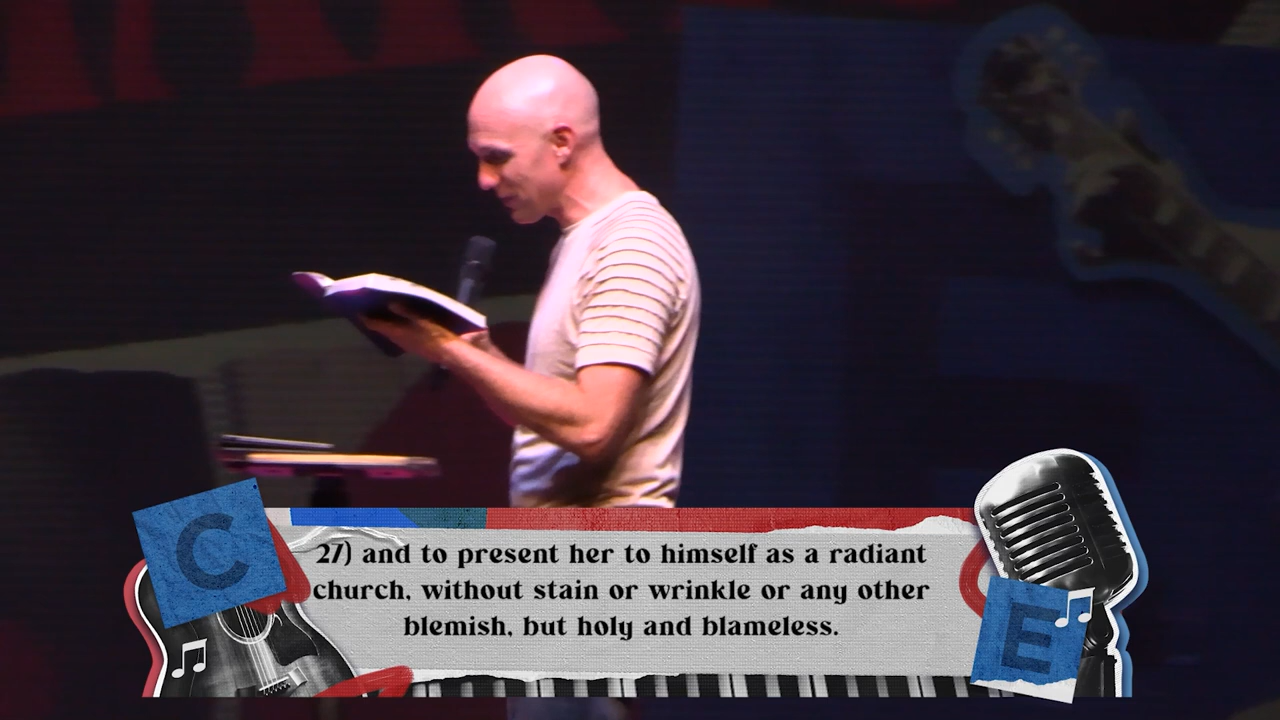 C
27) and to present her to himself as a radiant
church, without stain or wrinkle or any other
blemish, but holy and blameless.
E